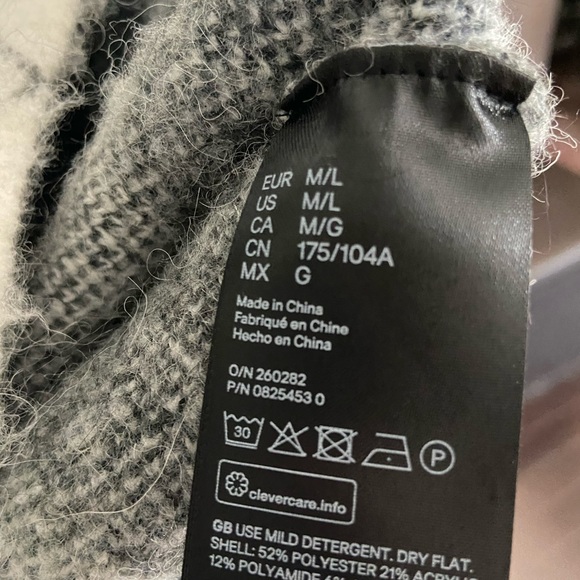 EUR M/L
US M/L
CA M/G
CN 175/104A
MX G
Made in China
Fabriqué en Chine
Hecho en China
O/N 260282
P/N 0825453 0
30
P
clevercare.info
GB USE MILD DETERGENT. DRY FLAT.
SHELL: 52% POLYESTER 21%
12% POLYAMIDE